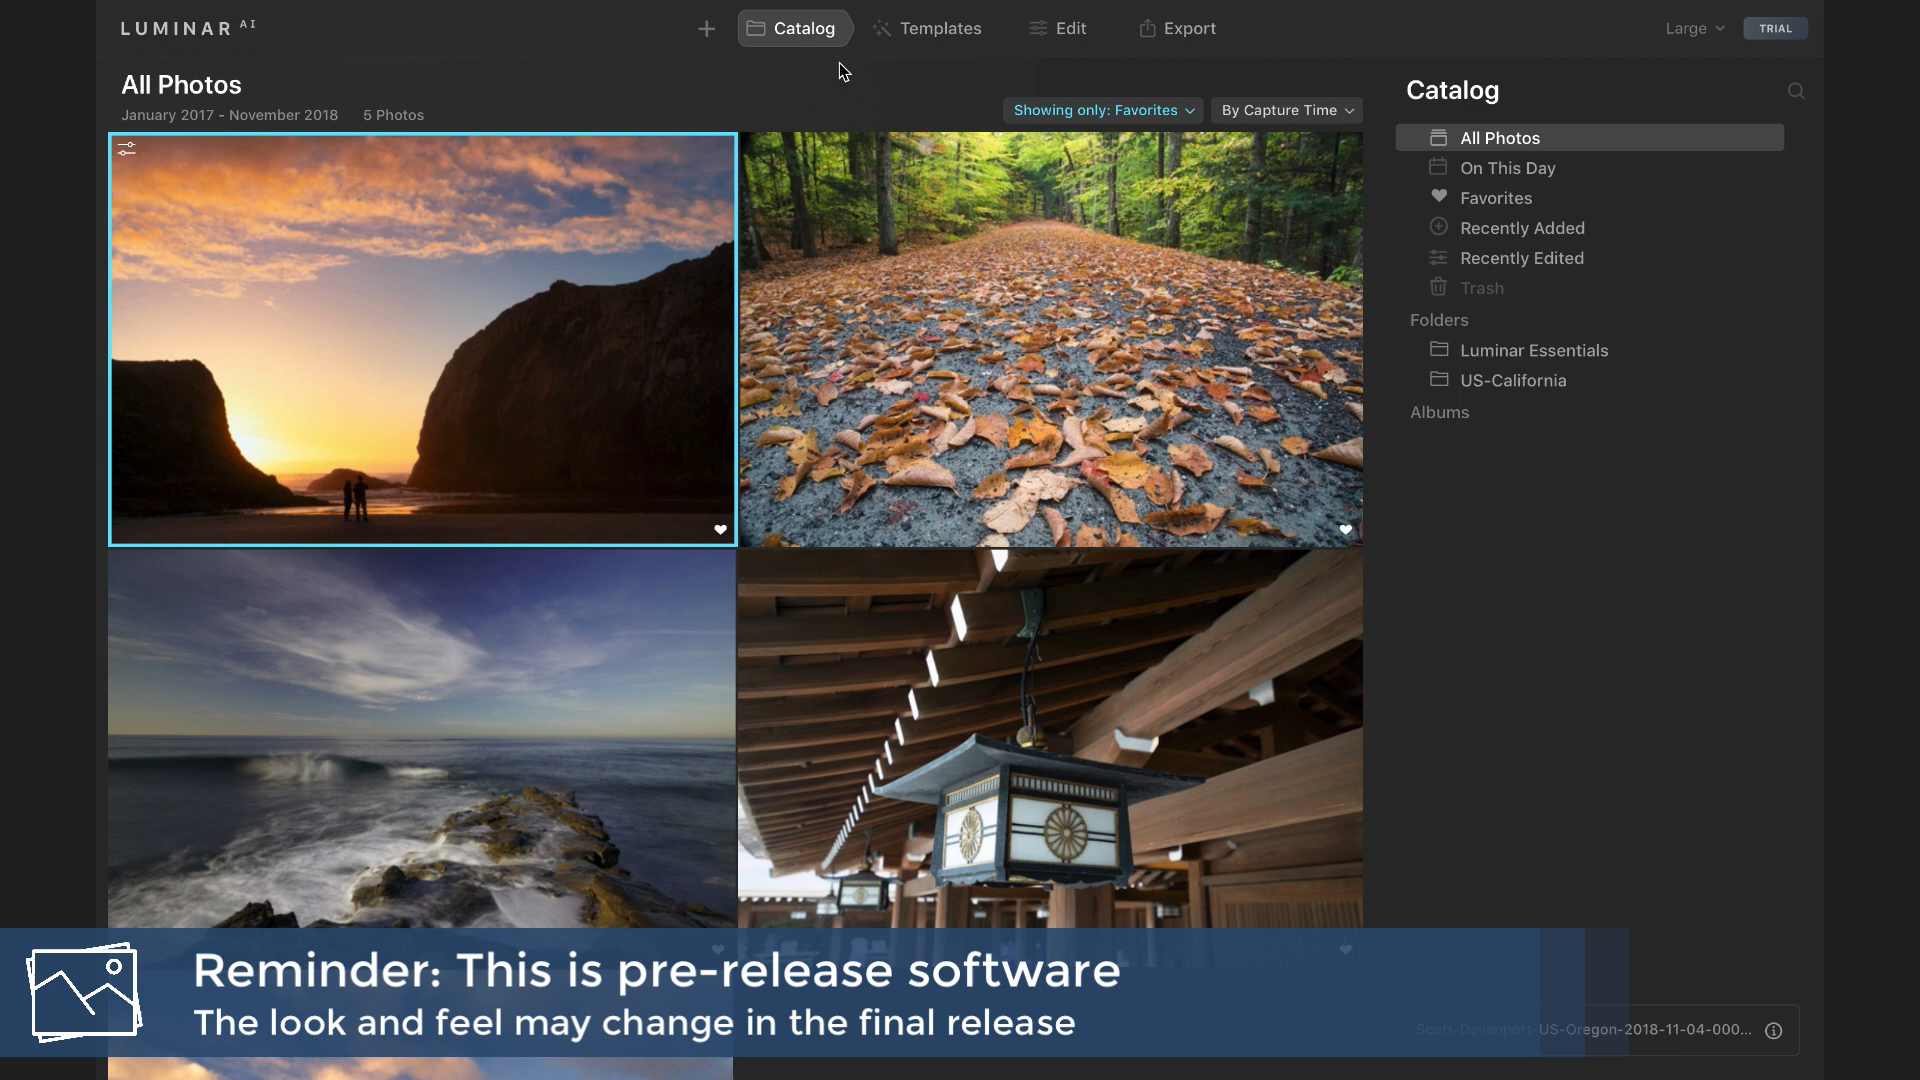 LUMINAR AI
Catalog
Templates
Edit
Export
Large
TRIAL
All Photos
January 2017 - November 2018 5 Photos
Showing only: Favorites
By Capture Time
Catalog
All Photos
On This Day
Favorites
Recently Added
Recently Edited
Trash
Folders
Luminar Essentials
US-California
Albums
Reminder: This is pre-release software
The look and feel may change in the final release
Scott-Davenport-US-Oregon-2018-11-04-000...